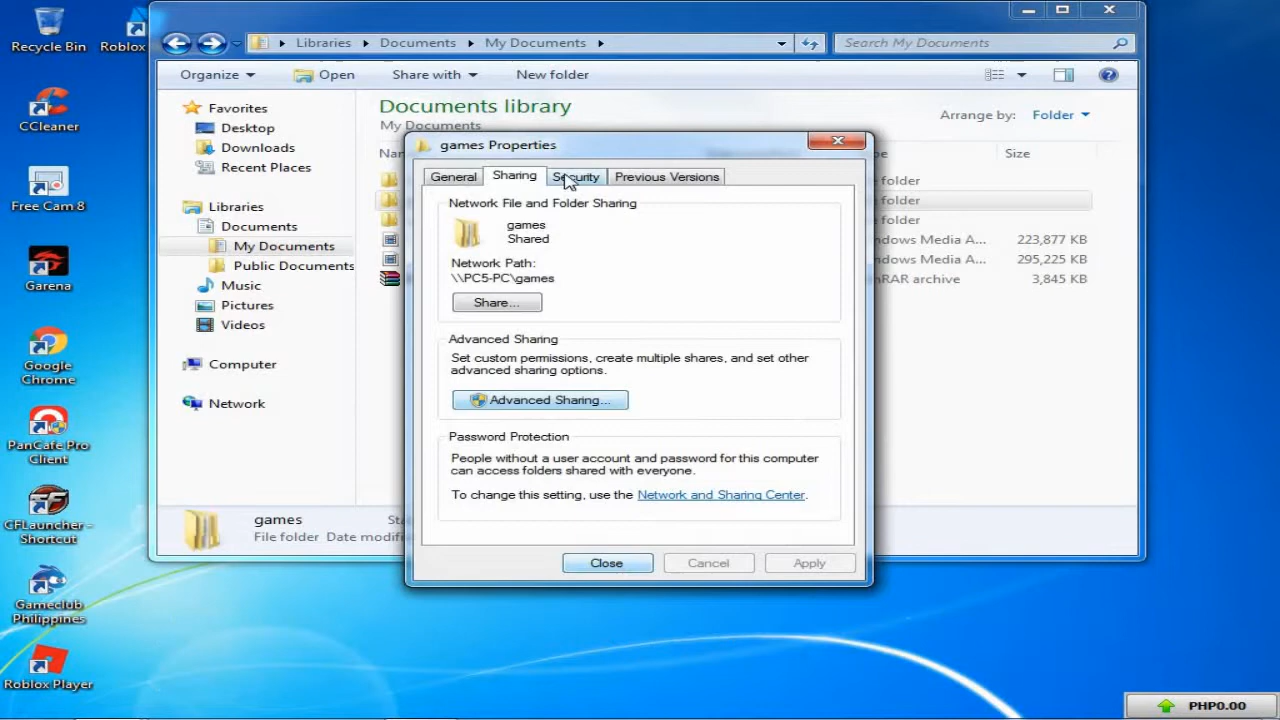 Recycle Bin
Roblox
CCleaner
Free Cam 8
Garena
Google
Chrome
PanCafe Pro
Client
CFLauncher -
Shortcut
Gameclub
Philippines
Roblox Player
Libraries
Documents
My Documents
Search My Documents
Organize
Open
Share with
New folder
Favorites
Desktop
Downloads
Recent Places
Libraries
Documents
My Documents
Public Documents
Music
Pictures
Videos
Computer
Network
Documents library
My Documents
Arrange by:
Folder
Size
folder
folder
folder
ndows Media A...
223,877 KB
ndows Media A...
295,225 KB
nRAR archive
3,845 KB
games Properties
General
Sharing
Security
Previous Versions
Network File and Folder Sharing
games
Shared
Network Path:
\\PC5-PC\games
Share...
Advanced Sharing
Set custom permissions, create multiple shares, and set other
advanced sharing options.
Advanced Sharing...
Password Protection
People without a user account and password for this computer
can access folders shared with everyone.
To change this setting, use the Network and Sharing Center.
Close
Cancel
Apply
games
File folder
Date modifi
PHP0.00